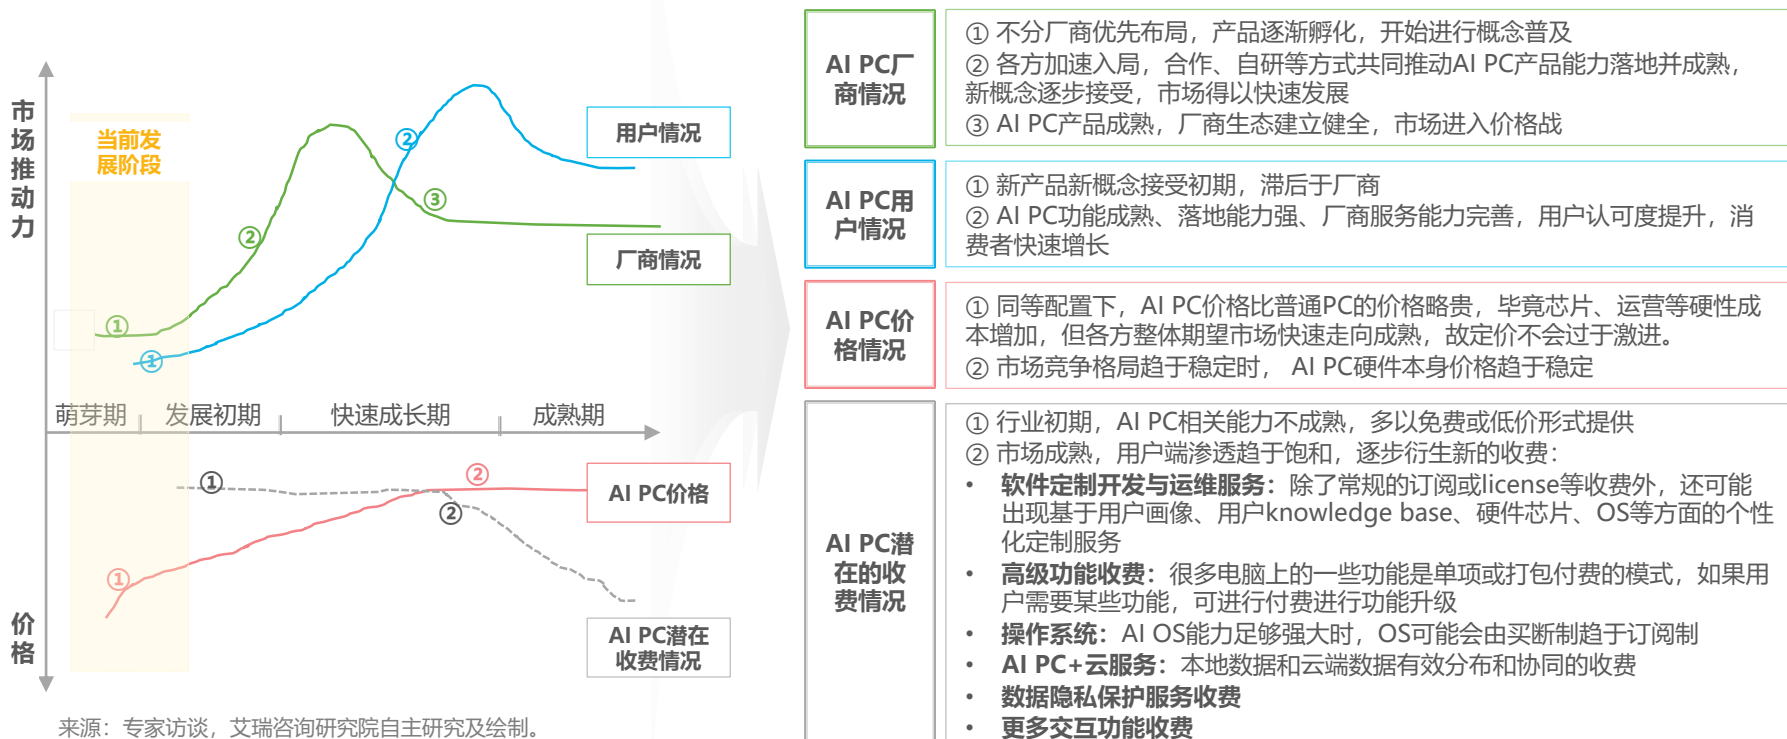 市场推动力
当前发
展阶段
②
②
③
①
①
用户情况
厂商情况
萌芽期
发展初期
快速成长期
成熟期
①
②
②
①
AI PC价格
AI PC潜在
收费情况
价格
来源：专家访谈，艾瑞咨询研究院自主研究及绘制。
AI PC厂
商情况
① 不分厂商优先布局，产品逐渐孵化，开始进行概念普及
② 各方加速入局，合作、自研等方式共同推动AI PC产品能力落地并成熟，
新概念逐步接受，市场得以快速发展
③ AI PC产品成熟，厂商生态建立健全，市场进入价格战
AI PC用
户情况
① 新产品新概念接受初期，滞后于厂商
② AI PC功能成熟、落地能力强、厂商服务能力完善，用户认可度提升，消
费者快速增长
AI PC价
格情况
① 同等配置下，AI PC价格比普通PC的价格略贵，毕竟芯片、运营等硬性成
本增加，但各方整体期望市场快速走向成熟，故定价不会过于激进。
② 市场竞争格局趋于稳定时， AI PC硬件本身价格趋于稳定
AI PC潜
在的收
费情况
① 行业初期，AI PC相关能力不成熟，多以免费或低价形式提供
② 市场成熟，用户端渗透趋于饱和，逐步衍生新的收费：
• 软件定制开发与运维服务：除了常规的订阅或license等收费外，还可能
出现基于用户画像、用户knowledge base、硬件芯片、OS等方面的个性
化定制服务
• 高级功能收费：很多电脑上的一些功能是单项或打包付费的模式，如果用
户需要某些功能，可进行付费进行功能升级
• 操作系统：AI OS能力足够强大时，OS可能会由买断制趋于订阅制
• AI PC+云服务：本地数据和云端数据有效分布和协同的收费
• 数据隐私保护服务收费
• 更多交互功能收费